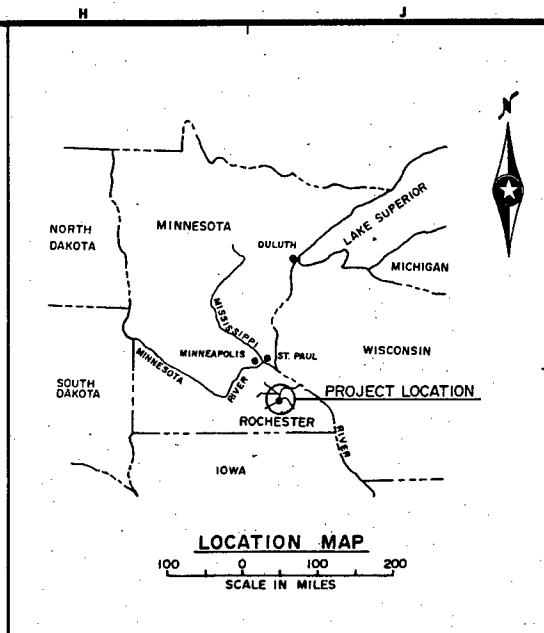 H J
N
NORTH
DAKOTA
MINNESOTA
DULUTH
LAKE SUPERIOR
MICHIGAN
MISSISSIPPI
MINNEAPOLIS
ST. PAUL
WISCONSIN
MINNESOTA
RIVER
SOUTH
DAKOTA
PROJECT LOCATION
ROCHESTER
RIVER
IOWA
LOCATION MAP
100 0 100 200
SCALE IN MILES